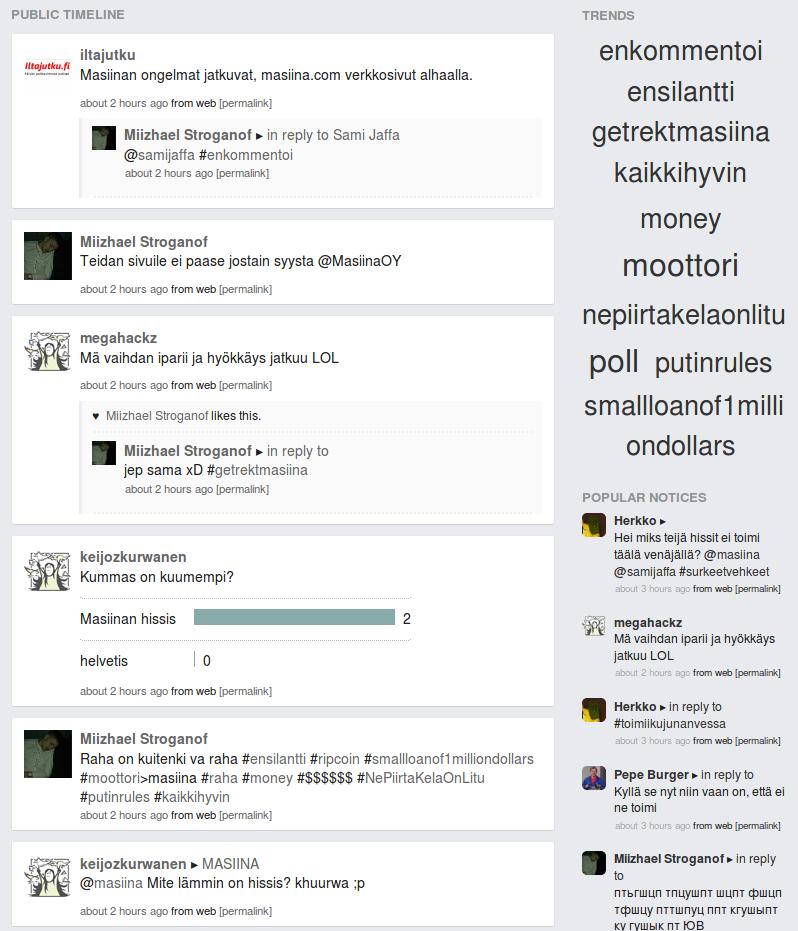 PUBLIC TIMELINE
iltajutku
Iltajutku.fi
Masiinan ongelmat jatkuvat, masiina.com verkkosivut alhaalla.
about 2 hours ago from web [permalink]
Miizhael Stroganof ▸ in reply to Sami Jaffa
@samijaffa #enkommentoi
about 2 hours ago [permalink]
Miizhael Stroganof
Teidan sivuile ei paase jostain syysta @MasiinaOY
about 2 hours ago from web [permalink]
megahackz
Mä vaihdan iparii ja hyökkäys jatkuu LOL
about 2 hours ago from web [permalink]
♥ Miizhael Stroganof likes this.
Miizhael Stroganof ▸ in reply to
jep sama xD #getrektmasiina
about 2 hours ago [permalink]
keijozkurwanen
Kummas on kuumempi?
Masiinan hissis 2
helvetis 0
about 2 hours ago from web [permalink]
Miizhael Stroganof
Raha on kuitenki va raha #ensilantti #ripcoin #smallloanof1milliondollars
#moottori>masiina #raha #money #$$$$$$ #NePiirtaKelaOnLitu
#putinrules #kaikkihyvin
about 2 hours ago from web [permalink]
keijozkurwanen ▸ MASIINA
@masiina Mite lämmin on hissis? khuurwa ;p
about 2 hours ago from web [permalink]
TRENDS
enkommentoi
ensilantti
getrektmasiina
kaikkihyvin
money
moottori
nepiirtakelaonlitu
poll putinrules
smallloanof1milli
ondollars
POPULAR NOTICES
Herkko ▸
Hei miks teijä hissit ei toimi
täälä venäjällä? @masiina
@samijaffa #surkeetvehkeet
about 3 hours ago from web [permalink]
megahackz
Mä vaihdan iparii ja hyökkäys
jatkuu LOL
about 2 hours ago from web [permalink]
Herkko ▸ in reply to
#toimiikujunanvessa
about 3 hours ago from web [permalink]
Pepe Burger ▸ in reply to
Kyllä se nyt niin vaan on, että ei
ne toimi
about 3 hours ago from web [permalink]
Miizhael Stroganof ▸ in reply
to
птьгшцп тпцушпт шцпт фшцп
тфшцу пттшпуц ппт кгушыпт
ку гушык пт ЮВ